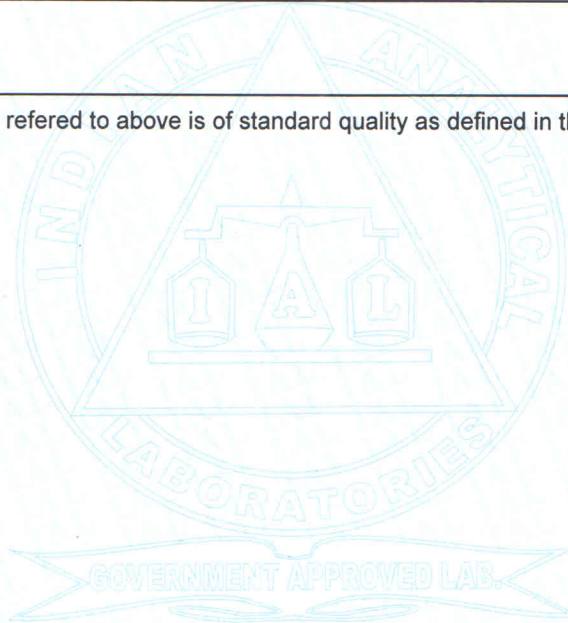 refered to above is of standard quality as defined in th
INDIAN ANALYTICAL
I A L
LABORATORIES
GOVERNMENT APPROVED LAB.